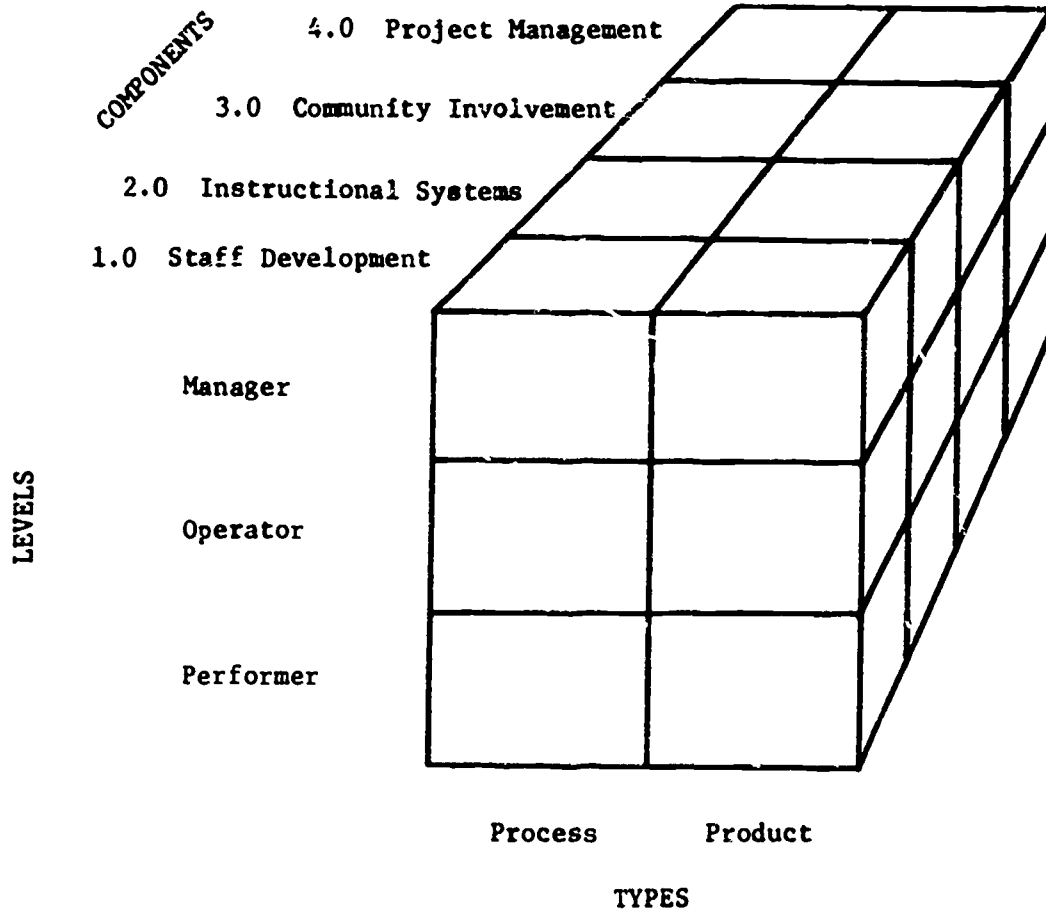 COMPONENTS
4.0 Project Management
3.0 Community Involvement
2.0 Instructional Systems
1.0 Staff Development
Manager
LEVELS
Operator
Performer
Process Product
TYPES